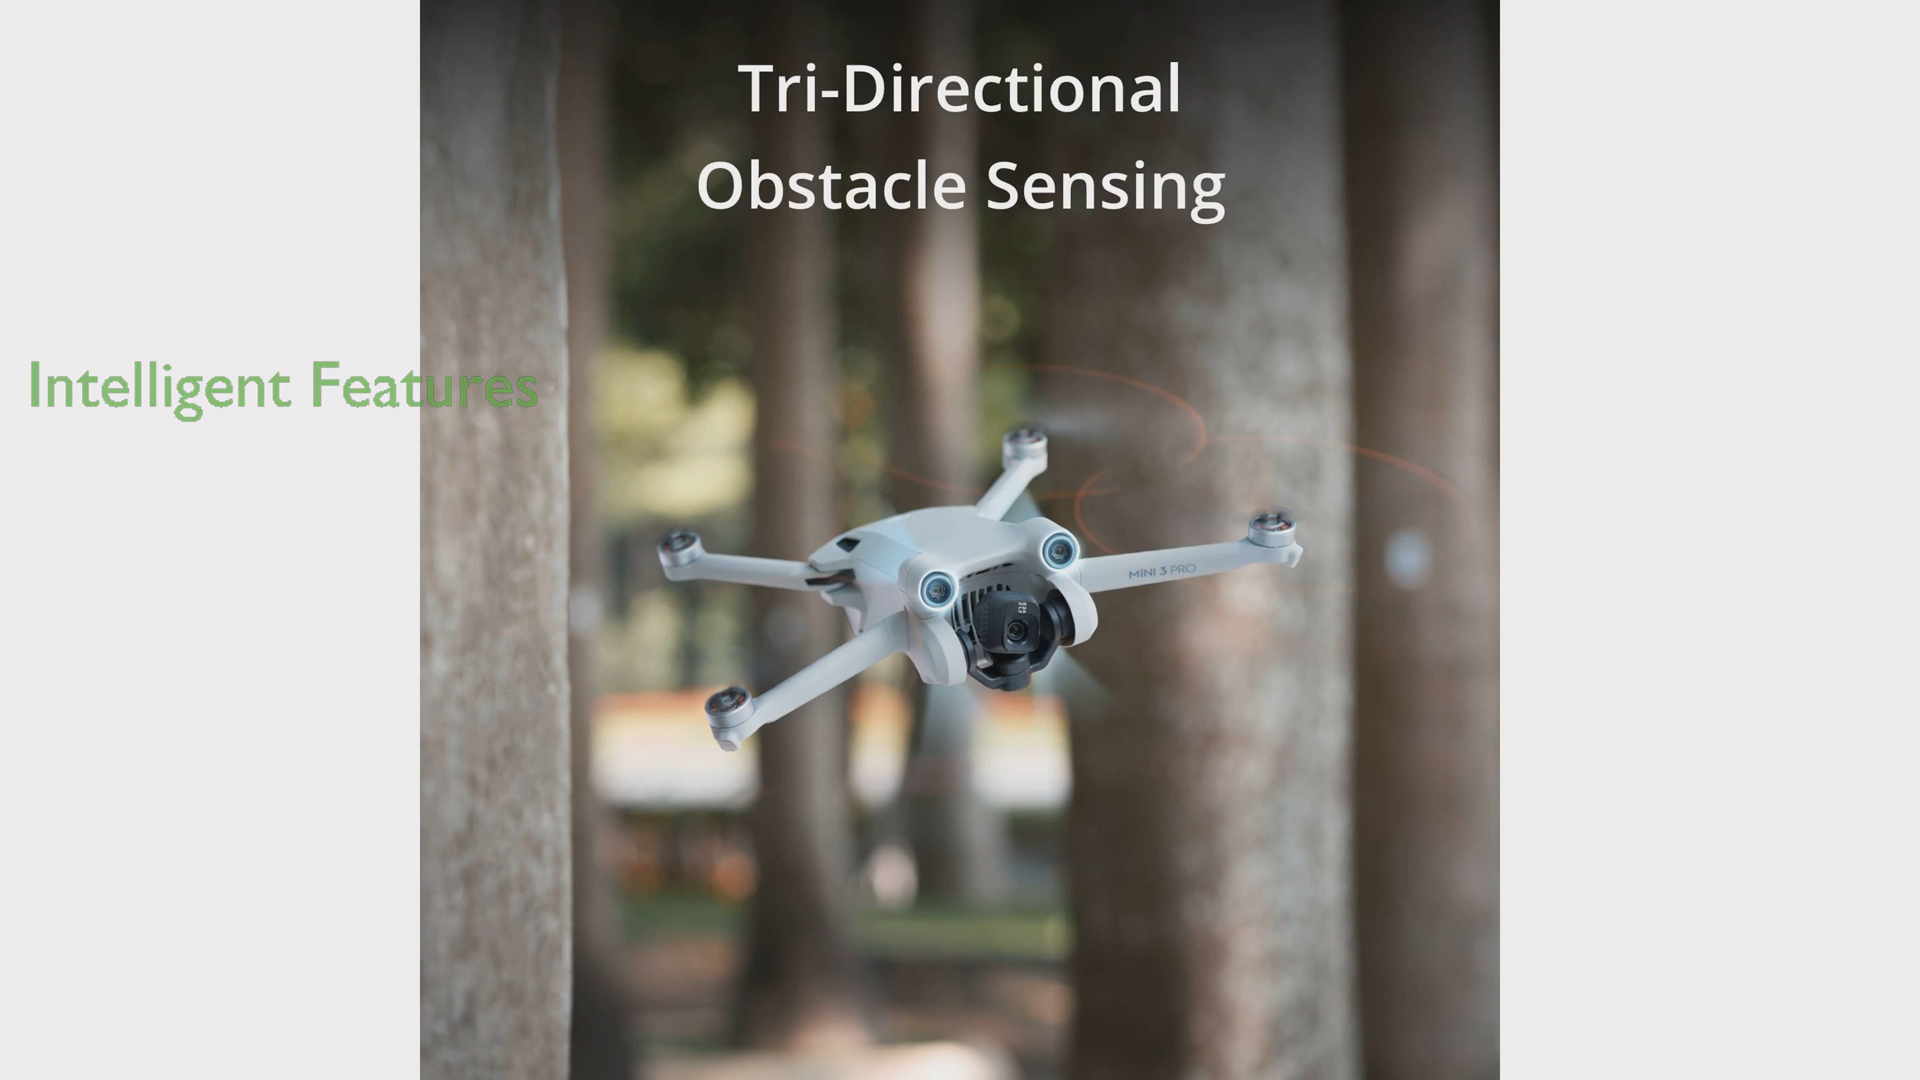 Tri-Directional
Obstacle Sensing
Intelligent Features
MINI 3 PRO